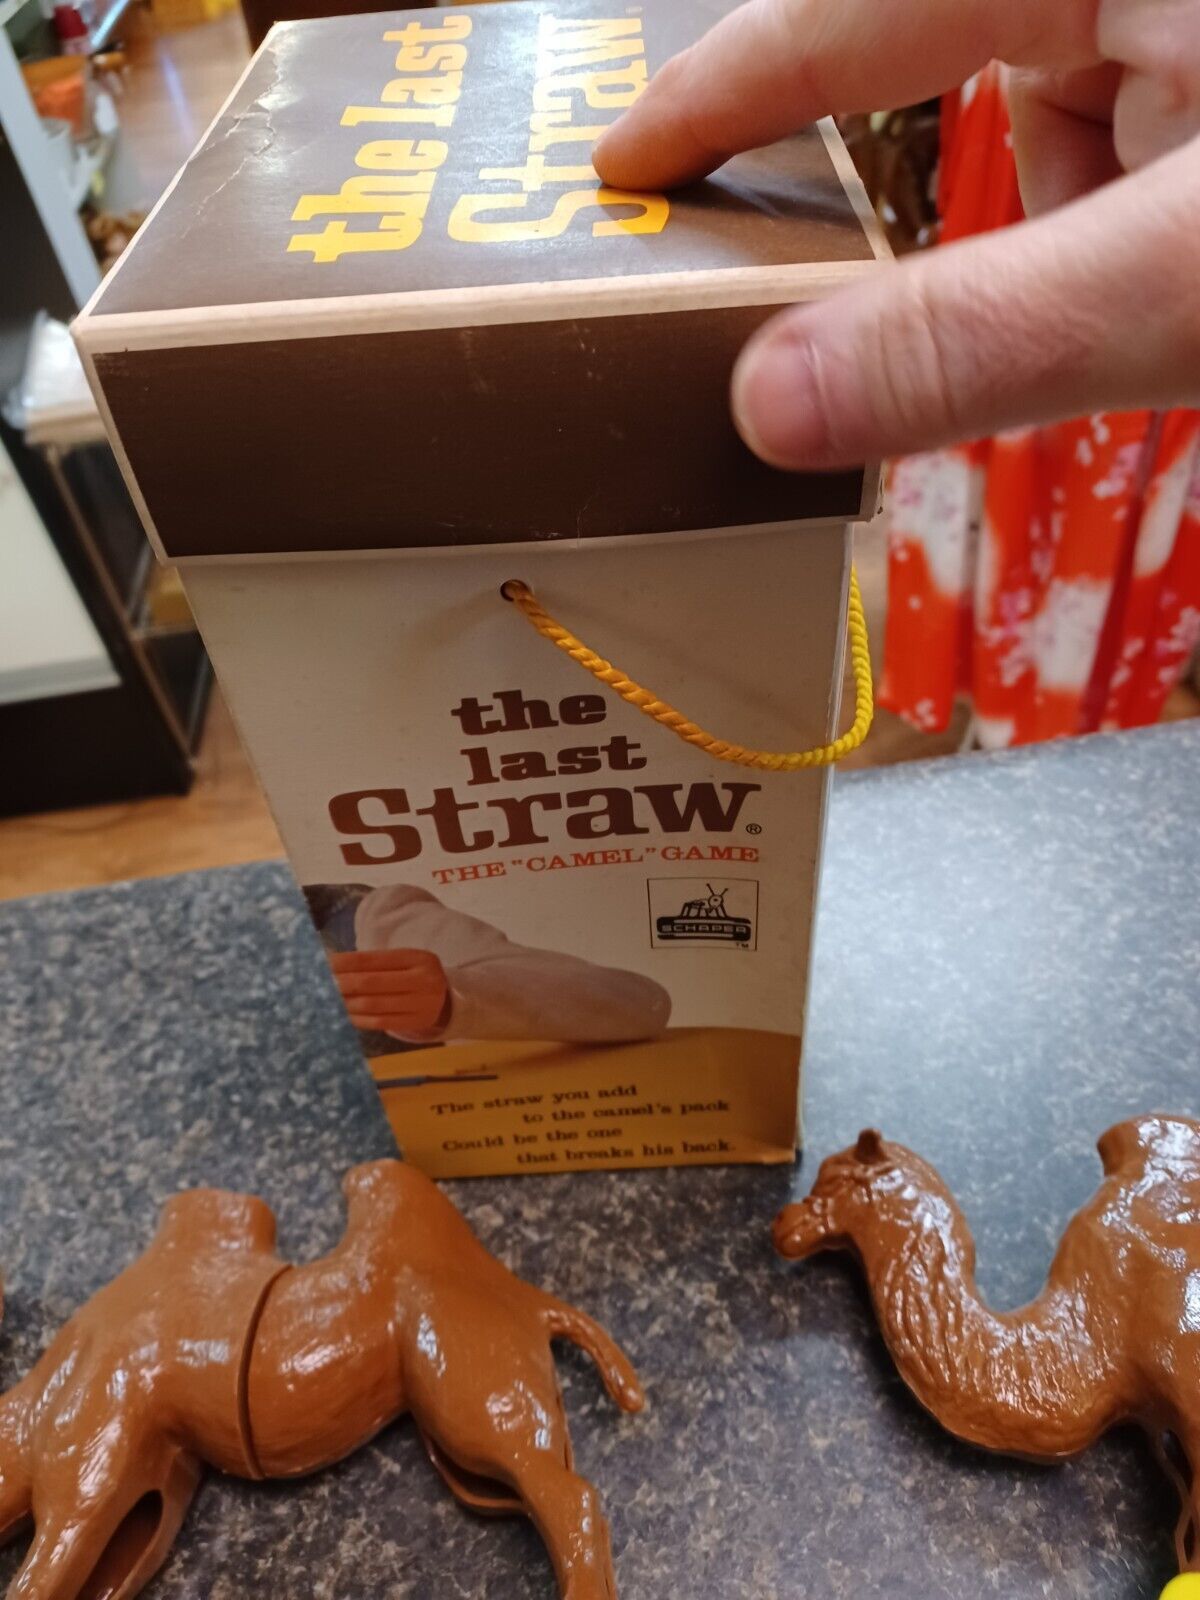 the last
Straw
the
last
Straw®
THE "CAMEL" GAME
SCHAPER
TM
The straw you add
to the camel's pack
Could be the one
that breaks his back.